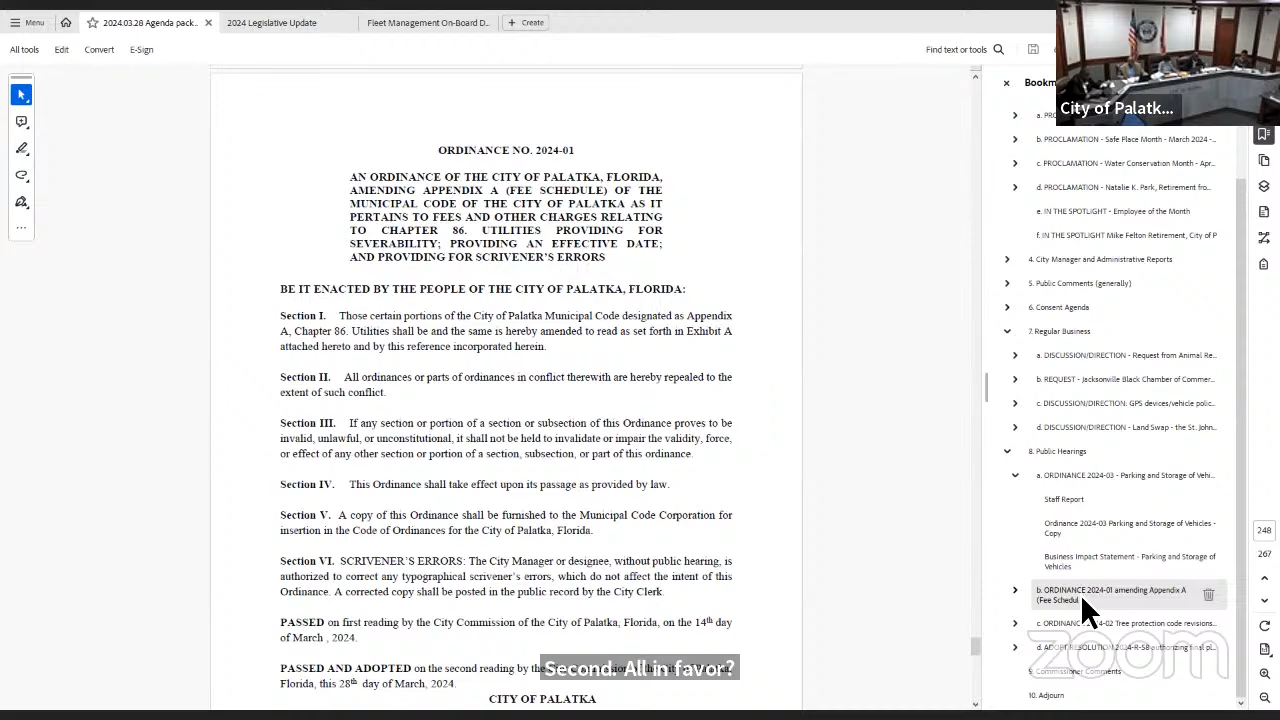 Menu
2024.03.28 Agenda pack...
2024 Legislative Update
Fleet Management On-Board D...
Create
All tools
Edit
Convert
E-Sign
Find text or tools
City of Palatk...
ORDINANCE NO. 2024-01
AN ORDINANCE OF THE CITY OF PALATKA, FLORIDA,
AMENDING APPENDIX A (FEE SCHEDULE) OF THE
MUNICIPAL CODE OF THE CITY OF PALATKA AS IT
PERTAINS TO FEES AND OTHER CHARGES RELATING
TO CHAPTER 86. UTILITIES PROVIDING FOR
SEVERABILITY; PROVIDING AN EFFECTIVE DATE;
AND PROVIDING FOR SCRIVENER'S ERRORS
BE IT ENACTED BY THE PEOPLE OF THE CITY OF PALATKA, FLORIDA:
Section I. Those certain portions of the City of Palatka Municipal Code designated as Appendix
A, Chapter 86. Utilities shall be and the same is hereby amended to read as set forth in Exhibit A
attached hereto and by this reference incorporated herein.
Section II. All ordinances or parts of ordinances in conflict therewith are hereby repealed to the
extent of such conflict.
Section III. If any section or portion of a section or subsection of this Ordinance proves to be
invalid, unlawful, or unconstitutional, it shall not be held to invalidate or impair the validity, force,
or effect of any other section or portion of a section, subsection, or part of this ordinance.
Section IV. This Ordinance shall take effect upon its passage as provided by law.
Section V. A copy of this Ordinance shall be furnished to the Municipal Code Corporation for
insertion in the Code of Ordinances for the City of Palatka, Florida.
Section VI. SCRIVENER'S ERRORS: The City Manager or designee, without public hearing, is
authorized to correct any typographical scrivener's errors, which do not affect the intent of this
Ordinance. A corrected copy shall be posted in the public record by the City Clerk.
PASSED on first reading by the City Commission of the City of Palatka, Florida, on the 14th day
of March , 2024.
PASSED AND ADOPTED on the second reading by the
Florida, this 28th day of March, 2024.
CITY OF PALATKA
Second. All in favor?
Bookm
a. PRO
b. PROCLAMATION - Safe Place Month - March 2024 -...
c. PROCLAMATION - Water Conservation Month - Apr...
d. PROCLAMATION - Natalie K. Park, Retirement fro...
e. IN THE SPOTLIGHT - Employee of the Month
f. IN THE SPOTLIGHT Mike Felton Retirement, City of P
4. City Manager and Administrative Reports
5. Public Comments (generally)
6. Consent Agenda
7. Regular Business
a. DISCUSSION/DIRECTION - Request from Animal Re...
b. REQUEST - Jacksonville Black Chamber of Commer...
c. DISCUSSION/DIRECTION: GPS devices/vehicle polic...
d. DISCUSSION/DIRECTION - Land Swap - the St. John...
8. Public Hearings
a. ORDINANCE 2024-03 - Parking and Storage of Vehi...
Staff Report
Ordinance 2024-03 Parking and Storage of Vehicles -
Copy
Business Impact Statement - Parking and Storage of
Vehicles
b. ORDINANCE 2024-01 amending Appendix A
(Fee Schedul
c. ORDINANC 24-02 Tree protection code revisions...
d. ADOPT RESOLUTION 2024-R-58 authorizing final pl...
9. Commissioner Comments
10. Adjourn
248
267
zoom